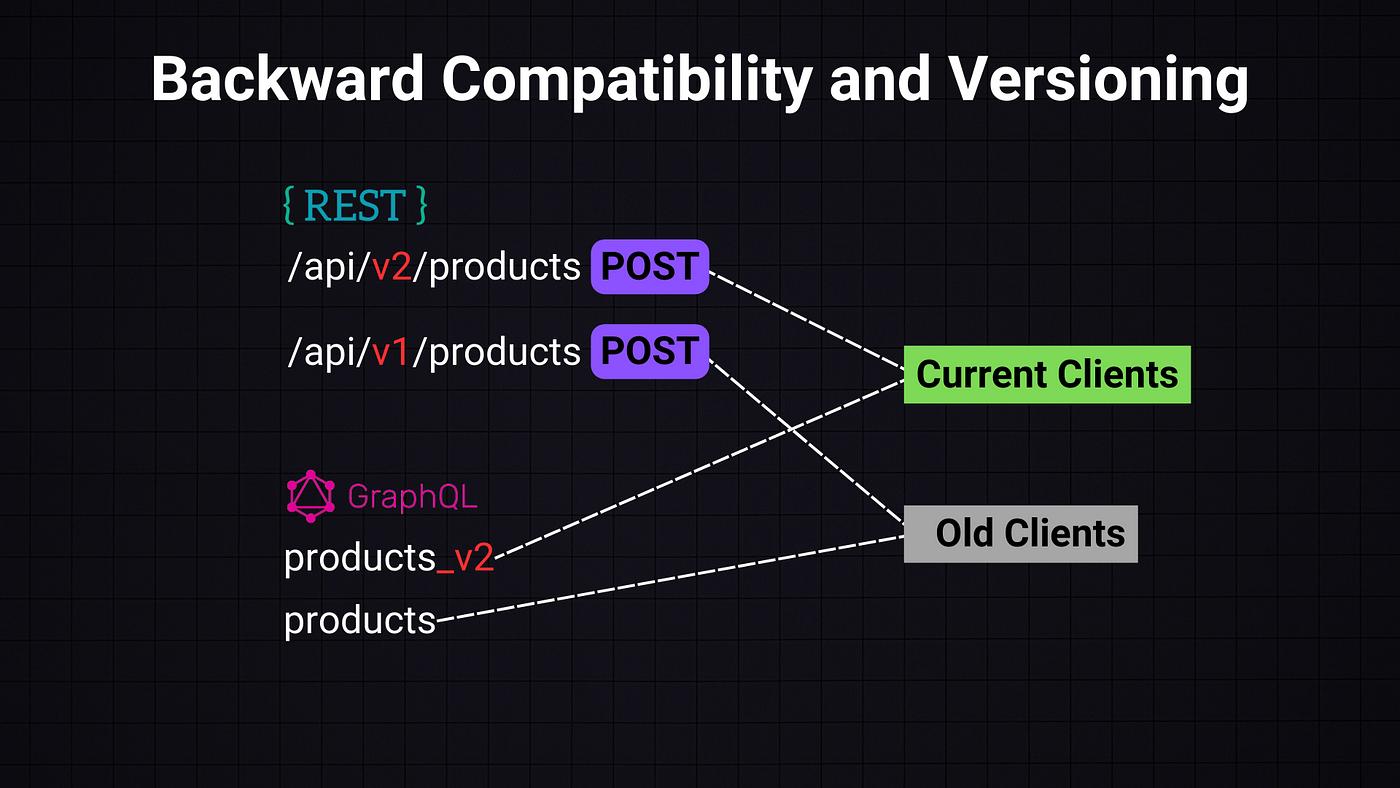 Backward Compatibility and Versioning
{ REST }
/api/v2/products POST
/api/v1/products POST
Current Clients
GraphQL
Old Clients
products_v2
products